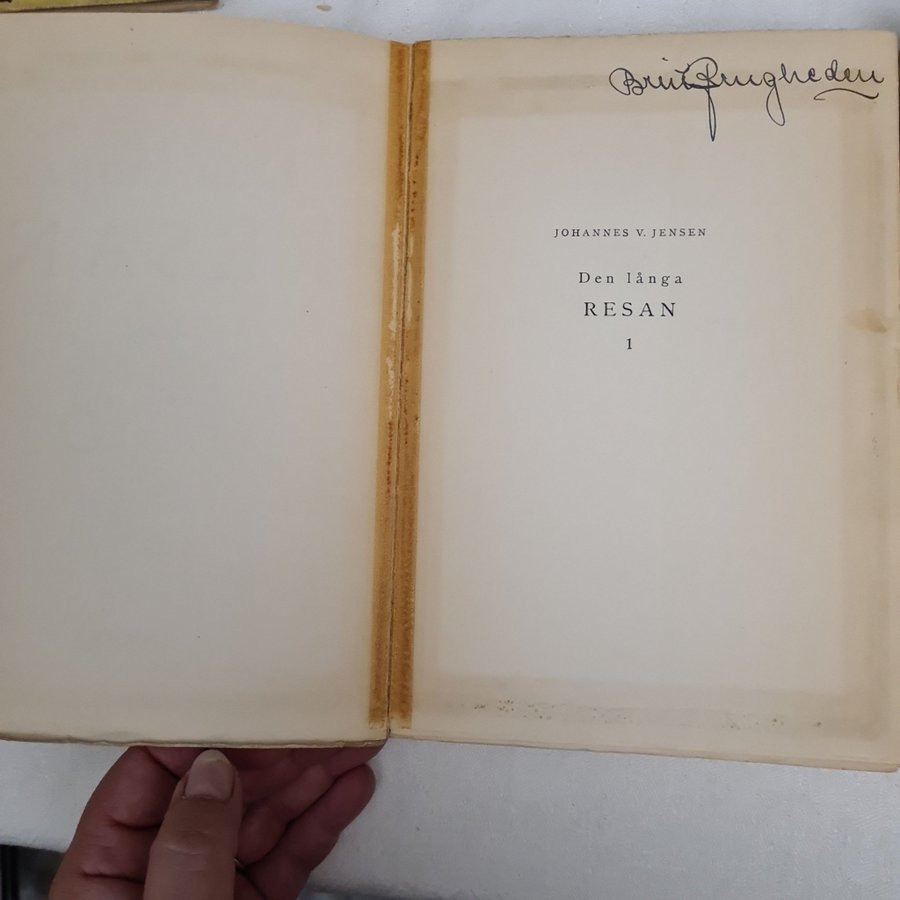 JOHANNES V. JENSEN
Den långa
RESAN
1